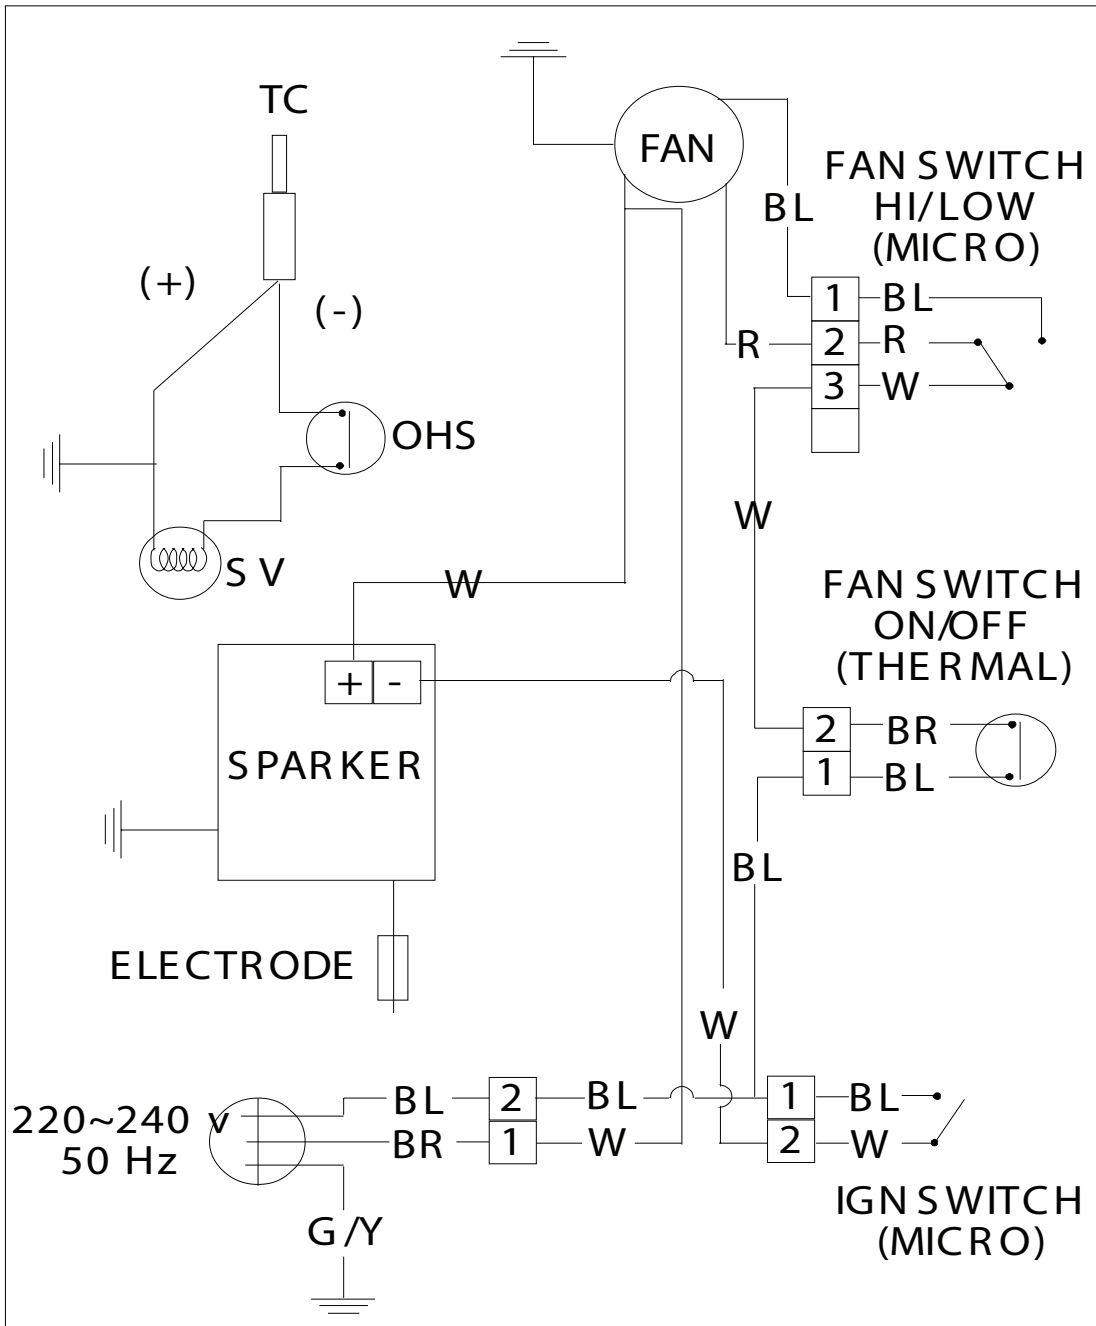 TC
FAN
FAN SWITCH
HI/LOW
(MICRO)
BL
(+)
(-)
1 BL
R 2 R
3 W
OHS
W
SV
W
FAN SWITCH
ON/OFF
(THERMAL)
+ -
SPARKER
2 BR
1 BL
BL
ELECTRODE
W
220~240 v
50 Hz
BL 2 BL
BR 1 W
1 BL
2 W
G/Y
IGN SWITCH
(MICRO)